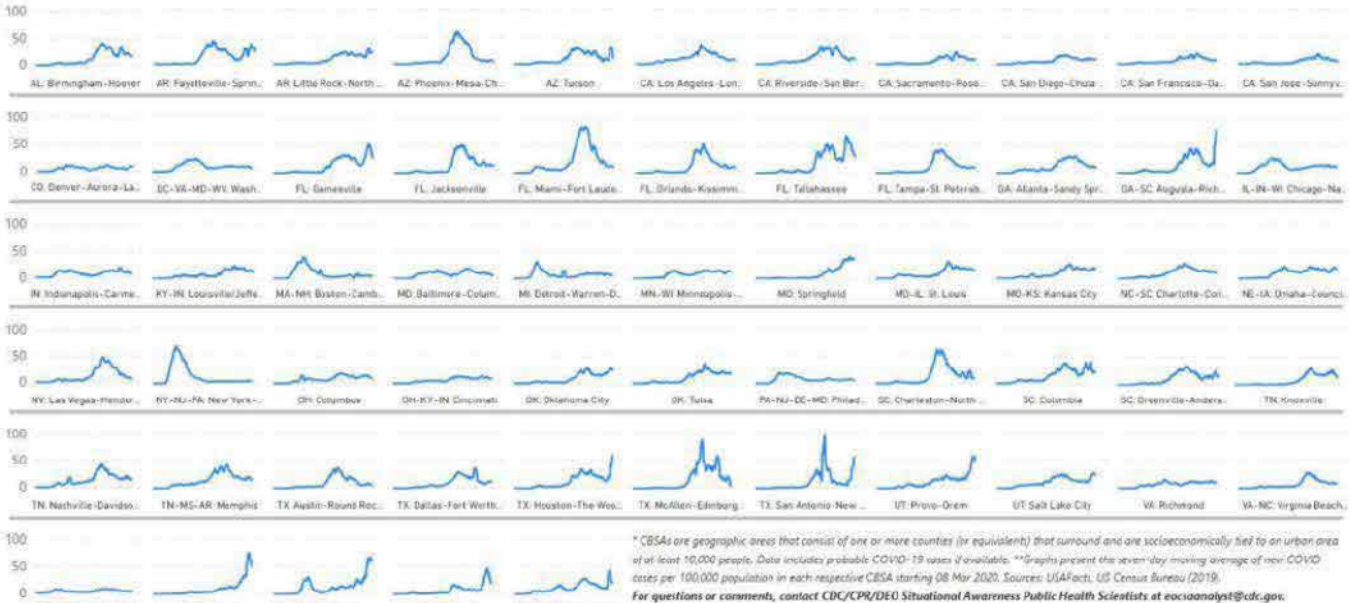 100
50
0
AL: Birmingham-Hoover AR: Fayetteville-Sprin... AR: Little Rock-North ... AZ: Phoenix-Mesa-Ch... AZ: Tucson CA: Los Angeles-Lon... CA: Riverside-San Ber... CA: Sacramento-Rose... CA: San Diego-Chula ... CA: San Francisco-Oa... CA: San Jose-Sunnyv...
100
50
0
CO: Denver-Aurora-La... DC-VA-MD-WV: Wash... FL: Gainesville FL: Jacksonville FL: Miami-Fort Laude... FL: Orlando-Kissimm... FL: Tallahassee FL: Tampa-St. Petersb... GA: Atlanta-Sandy Spr... GA-SC: Augusta-Rich... IL-IN-WI: Chicago-Na...
100
50
0
IN: Indianapolis-Carme... KY-IN: Louisville/Jeffe... MA-NH: Boston-Camb... MD: Baltimore-Colum... MI: Detroit-Warren-D... MN-WI: Minneapolis-... MO: Springfield MO-IL: St. Louis MO-KS: Kansas City NC-SC: Charlotte-Con... NE-IA: Omaha-Counci...
100
50
0
NV: Las Vegas-Hender... NY-NJ-PA: New York-... OH: Columbus OH-KY-IN: Cincinnati OK: Oklahoma City OK: Tulsa PA-NJ-DE-MD: Philad... SC: Charleston-North ... SC: Columbia SC: Greenville-Anders... TN: Knoxville
100
50
0
TN: Nashville-Davidso... TN-MS-AR: Memphis TX: Austin-Round Roc... TX: Dallas-Fort Worth... TX: Houston-The Woo... TX: McAllen-Edinburg... TX: San Antonio-New ... UT: Provo-Orem UT: Salt Lake City VA: Richmond VA-NC: Virginia Beach...
100
50
0
* CBSAs are geographic areas that consist of one or more counties (or equivalents) that surround and are socioeconomically tied to an urban area
of at least 10,000 people. Data includes probable COVID-19 cases if available. **Graphs present the seven-day moving average of new COVID
cases per 100,000 population in each respective CBSA starting 08 Mar 2020. Sources: USAFacts, US Census Bureau (2019).
For questions or comments, contact CDC/CPR/DEO Situational Awareness Public Health Scientists at eocsaanalyst@cdc.gov.